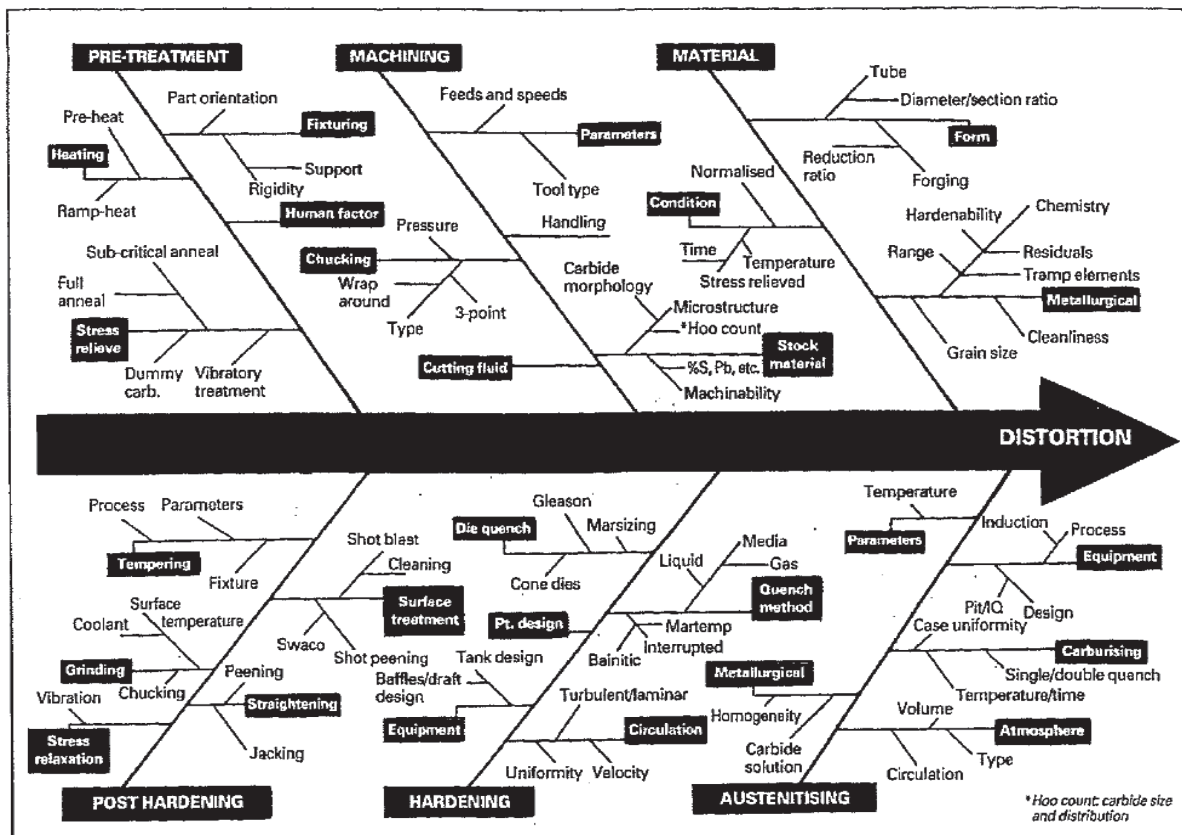 PRE-TREATMENT
MACHINING
MATERIAL
Part orientation
Pre-heat
Fixturing
Heating
Support
Rigidity
Ramp-heat
Human factor
Sub-critical anneal
Full
anneal
Stress
relieve
Dummy
carb.
Vibratory
treatment
Feeds and speeds
Parameters
Tool type
Handling
Pressure
Chucking
Wrap
around
Type
3-point
Carbide
morphology
Microstructure
*Hoo count
Cutting fluid
Stock
material
%S, Pb, etc.
Machinability
Tube
Diameter/section ratio
Form
Reduction
ratio
Forging
Normalised
Condition
Time
Temperature
Stress relieved
Chemistry
Hardenability
Range
Residuals
Tramp elements
Metallurgical
Cleanliness
Grain size
DISTORTION
Process
Parameters
Tempering
Fixture
Surface
temperature
Coolant
Grinding
Chucking
Vibration
Stress
relaxation
Shot blast
Cleaning
Surface
treatment
Swaco
Shot peening
Peening
Straightening
Jacking
POST HARDENING
Gleason
Die quench
Marsizing
Cone dies
Media
Liquid
Gas
Quench
method
Pt. design
Martemp
interrupted
Bainitic
Tank design
Baffles/draft
design
Equipment
Turbulent/laminar
Circulation
Uniformity
Velocity
HARDENING
Temperature
Parameters
Induction
Process
Equipment
Pit/IQ
Design
Case uniformity
Carburising
Single/double quench
Temperature/time
Metallurgical
Homogeneity
Carbide
solution
Volume
Atmosphere
Type
Circulation
AUSTENITISING
*Hoo count: carbide size
and distribution